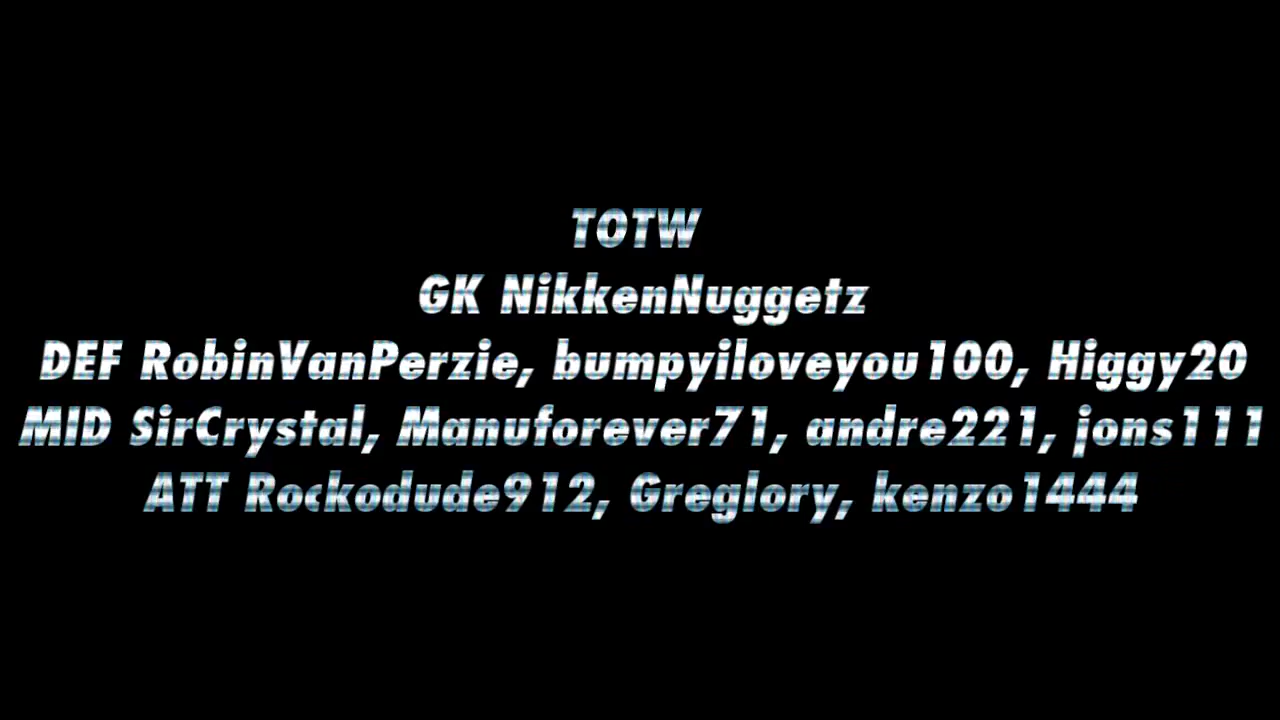 TOTW
GK NikkenNuggetz
DEF RobinVanPerzie, bumpyiloveyou100, Higgy20
MID SirCrystal, Manuforever71, andre221, jons111
ATT Rockodude912, Greglory, kenzo1444